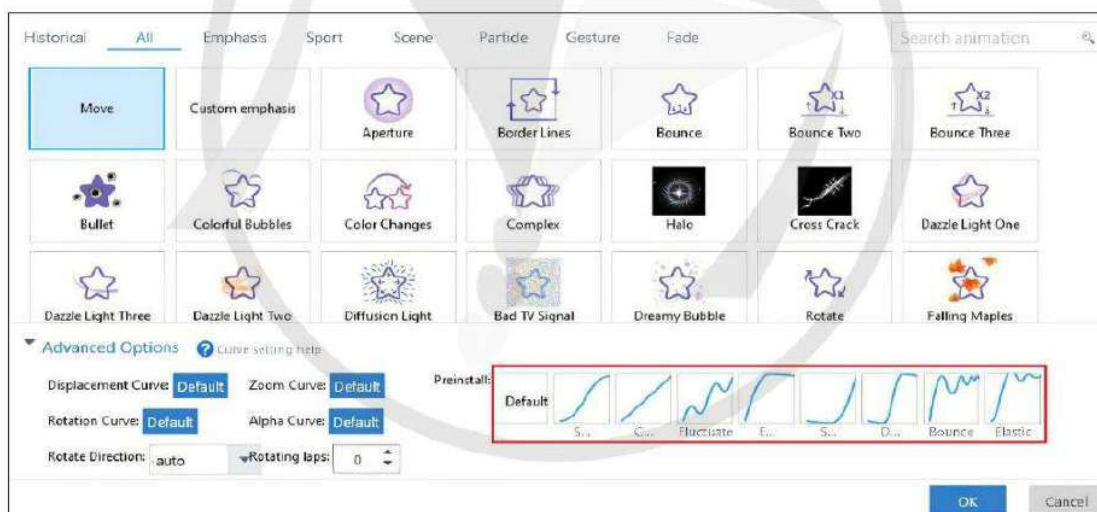 Historical All Emphasis Sport Scene Particle Gesture Fade Search animation
Move Custom emphasis Aperture Border Lines Bounce Bounce Two Bounce Three
Bullet Colorful Bubbles Color Changes Complex Halo Cross Crack Dazzle Light One
Dazzle Light Three Dazzle Light Two Diffusion Light Bad TV Signal Dreamy Bubble Rotate Falling Maples
Advanced Options ? Curve setting help
Displacement Curve: Default Zoom Curve: Default Preinstall: Default
Rotation Curve: Default Alpha Curve: Default S... C... Fluctuate E... S... D... Bounce Elastic
Rotate Direction: auto Rotating laps: 0
OK Cancel